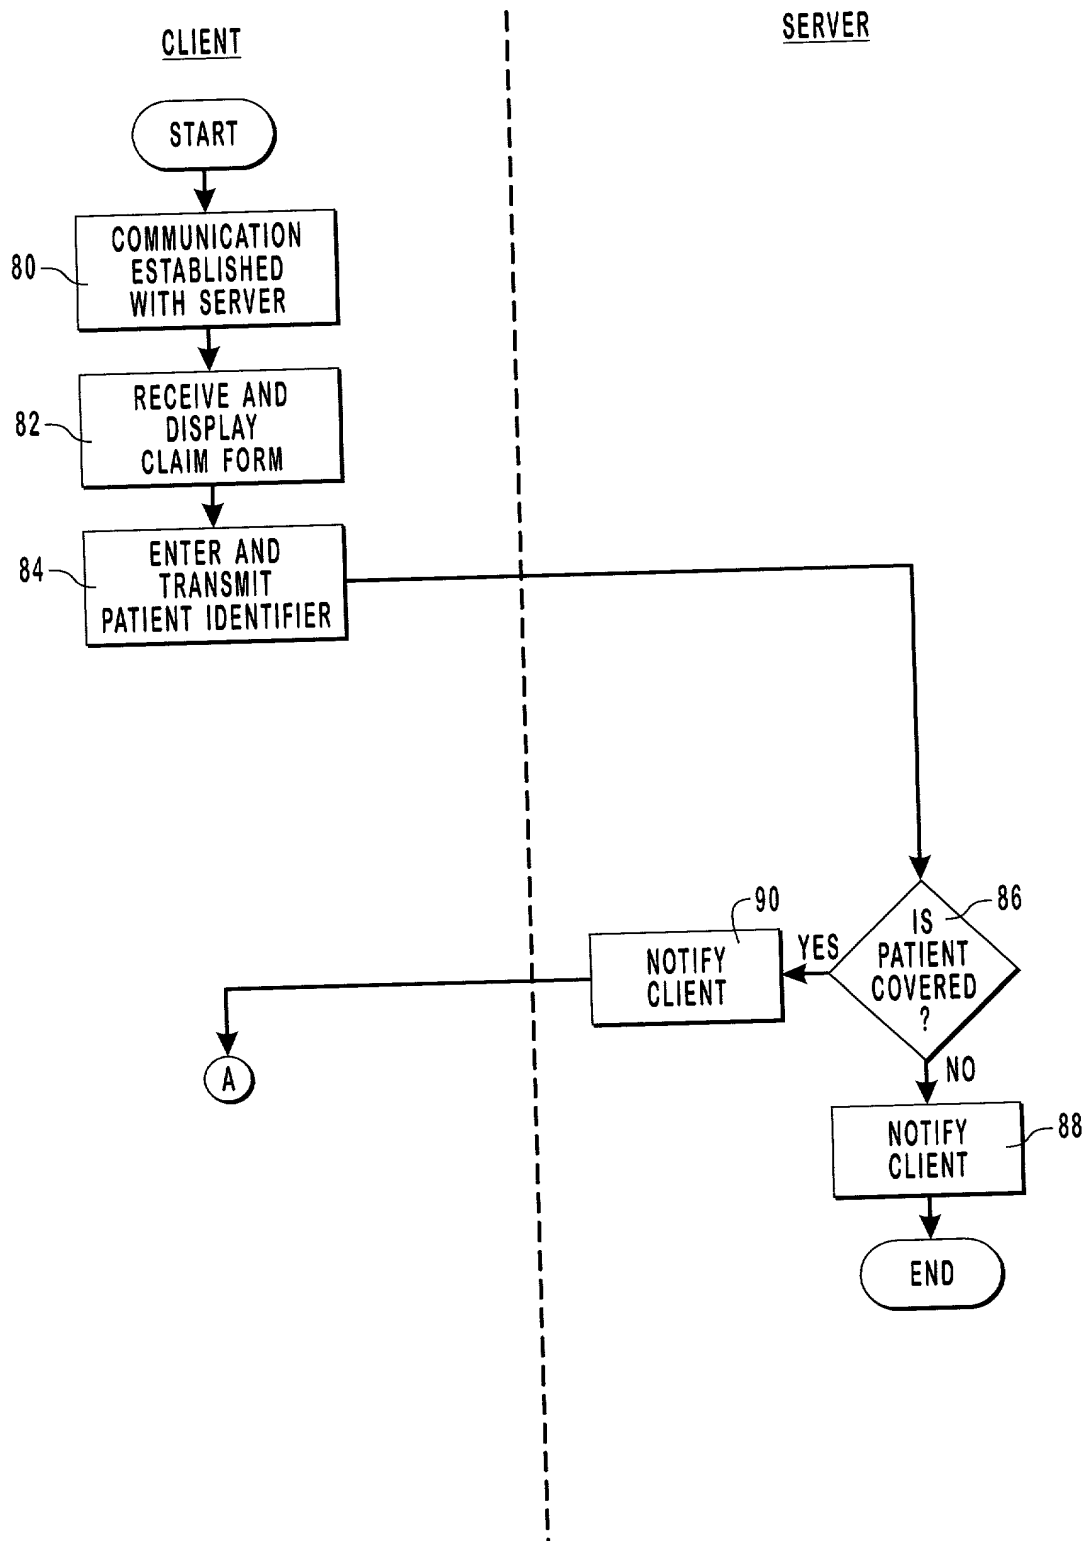 CLIENT
SERVER
START
80
COMMUNICATION
ESTABLISHED
WITH SERVER
82
RECEIVE AND
DISPLAY
CLAIM FORM
84
ENTER AND
TRANSMIT
PATIENT IDENTIFIER
86
IS
PATIENT
COVERED
?
YES
90
NOTIFY
CLIENT
A
NO
88
NOTIFY
CLIENT
END